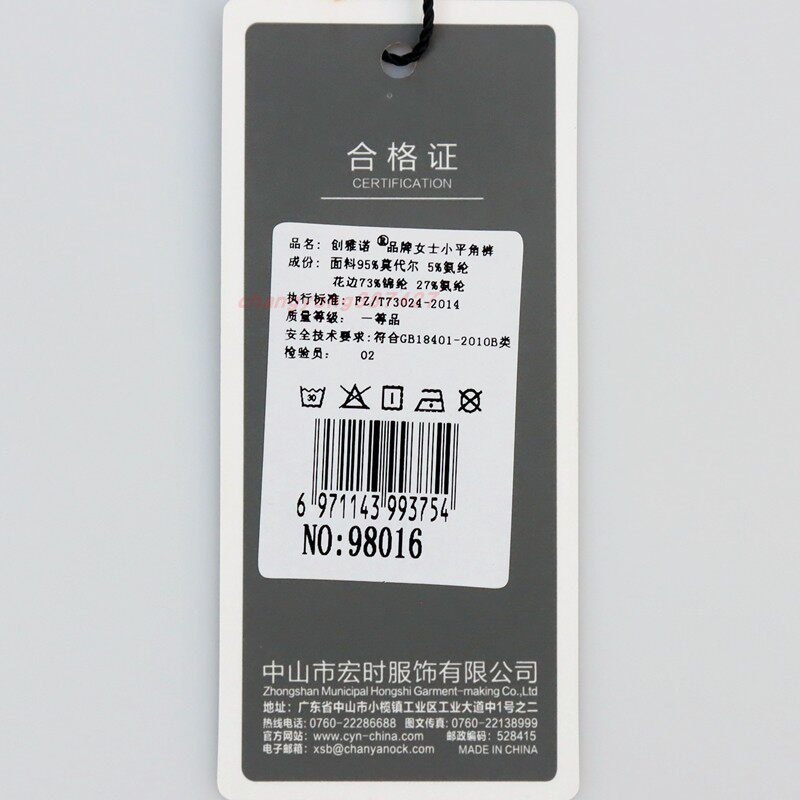 合格证
CERTIFICATION
品名：创雅诺®品牌女士小平角裤
成份：面料95%莫代尔 5%氨纶
花边73%锦纶 27%氨纶
执行标准：FZ/T73024-2014
质量等级：一等品
安全技术要求:符合GB18401-2010B类
检验员：02
30
6 971143 993754
NO:98016
中山市宏时服饰有限公司
Zhongshan Municipal Hongshi Garment-making Co.,Ltd
地址：广东省中山市小榄镇工业区工业大道中1号之二
热线电话：0760-22286688 图文传真：0760-22138999
官方网站：www.cyn-china.com 邮政编码：528415
电子邮箱：xsb@chanyanock.com MADE IN CHINA